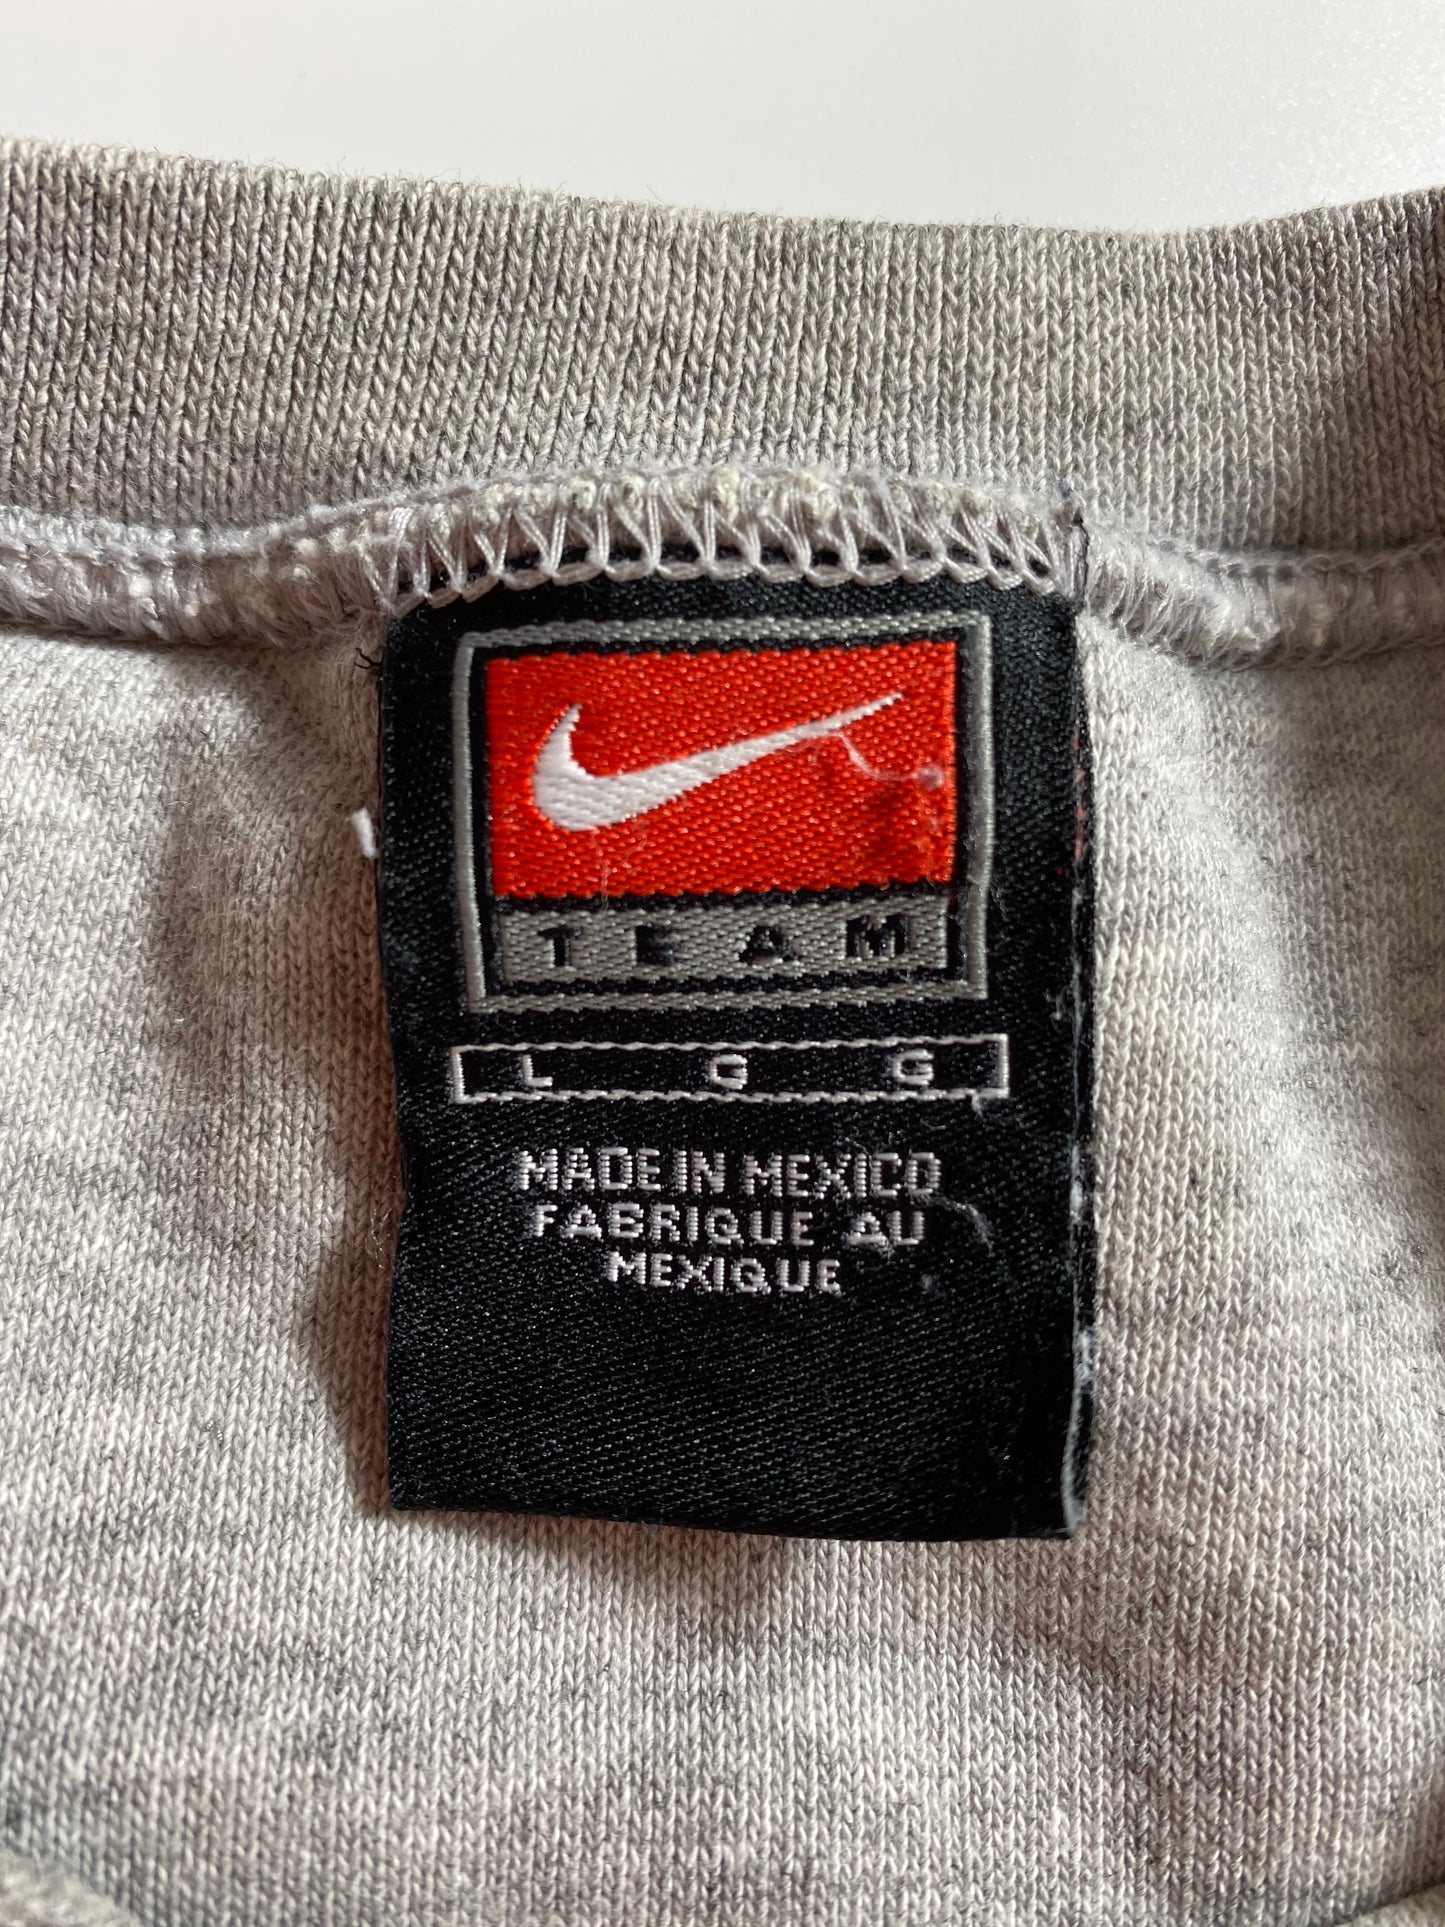 TEAM
L G G
MADE IN MEXICO
FABRIQUE AU
MEXIQUE